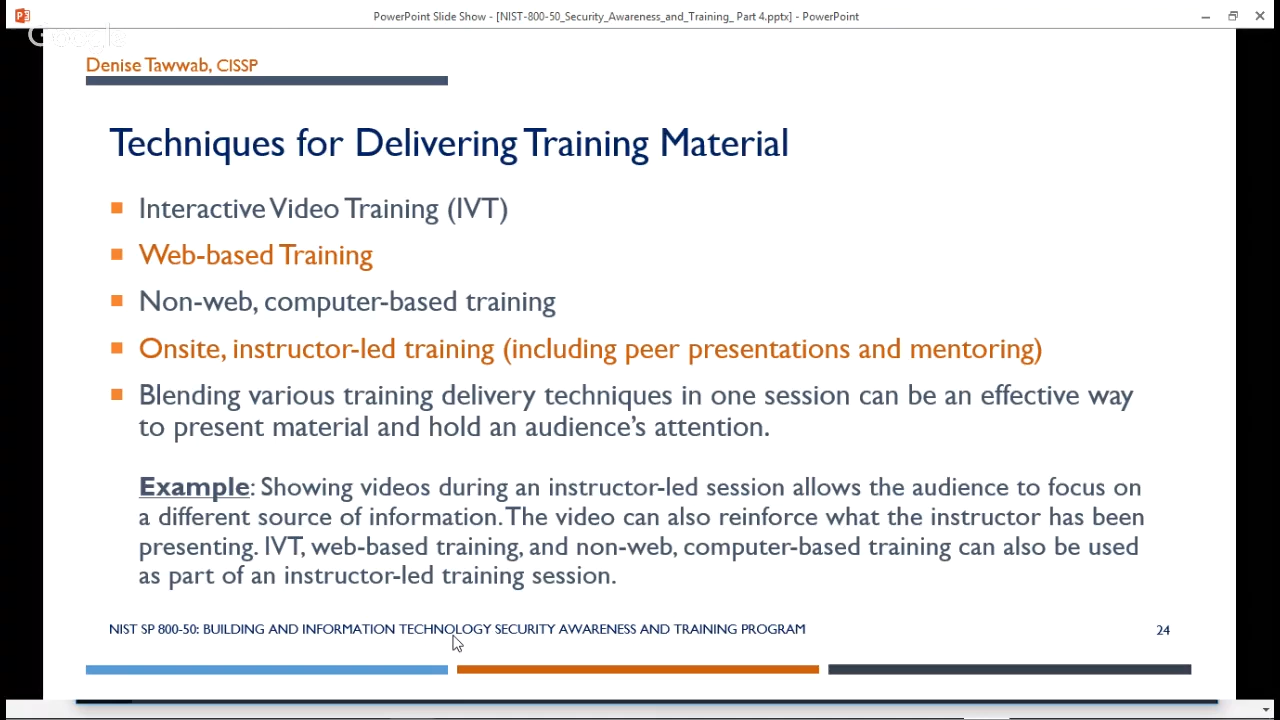 PowerPoint Slide Show - [NIST-800-50_Security_Awareness_and_Training_ Part 4.pptx] - PowerPoint
Google
Denise Tawwab, CISSP
Techniques for Delivering Training Material
Interactive Video Training (IVT)
Web-based Training
Non-web, computer-based training
Onsite, instructor-led training (including peer presentations and mentoring)
Blending various training delivery techniques in one session can be an effective way
to present material and hold an audience’s attention.
Example: Showing videos during an instructor-led session allows the audience to focus on
a different source of information. The video can also reinforce what the instructor has been
presenting. IVT, web-based training, and non-web, computer-based training can also be used
as part of an instructor-led training session.
NIST SP 800-50: BUILDING AND INFORMATION TECHNOLOGY SECURITY AWARENESS AND TRAINING PROGRAM
24